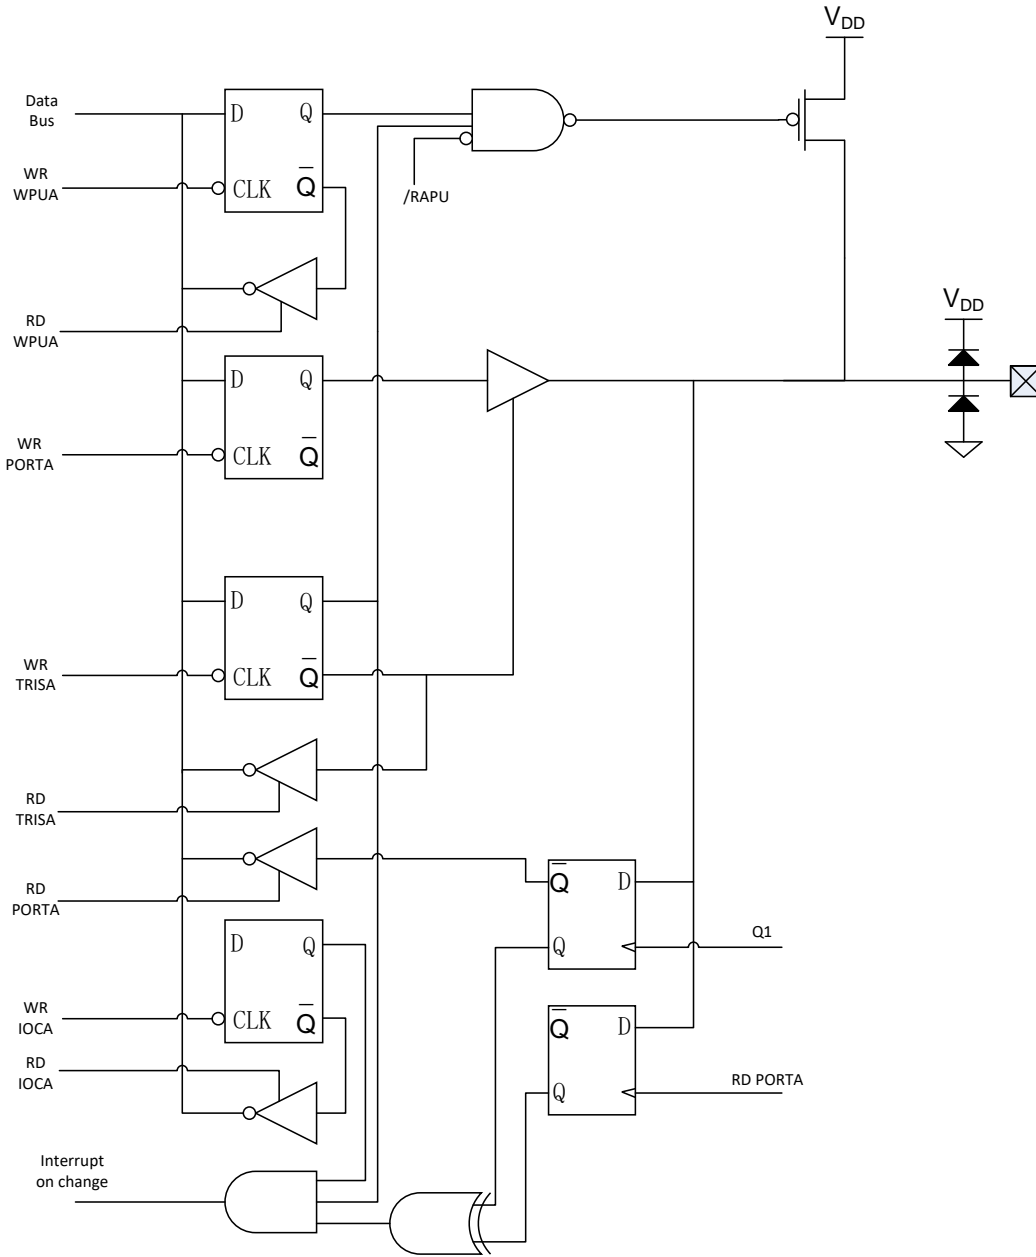 VDD
Data
Bus
D
Q
WR
WPUA
CLK
Q̅
/RAPU
RD
WPUA
VDD
D
Q
WR
PORTA
CLK
Q̅
D
Q
WR
TRISA
CLK
Q̅
RD
TRISA
RD
PORTA
Q̅
D
Q
Q1
D
Q
WR
IOCA
CLK
Q̅
Q̅
D
RD
IOCA
Q
RD PORTA
Interrupt
on change